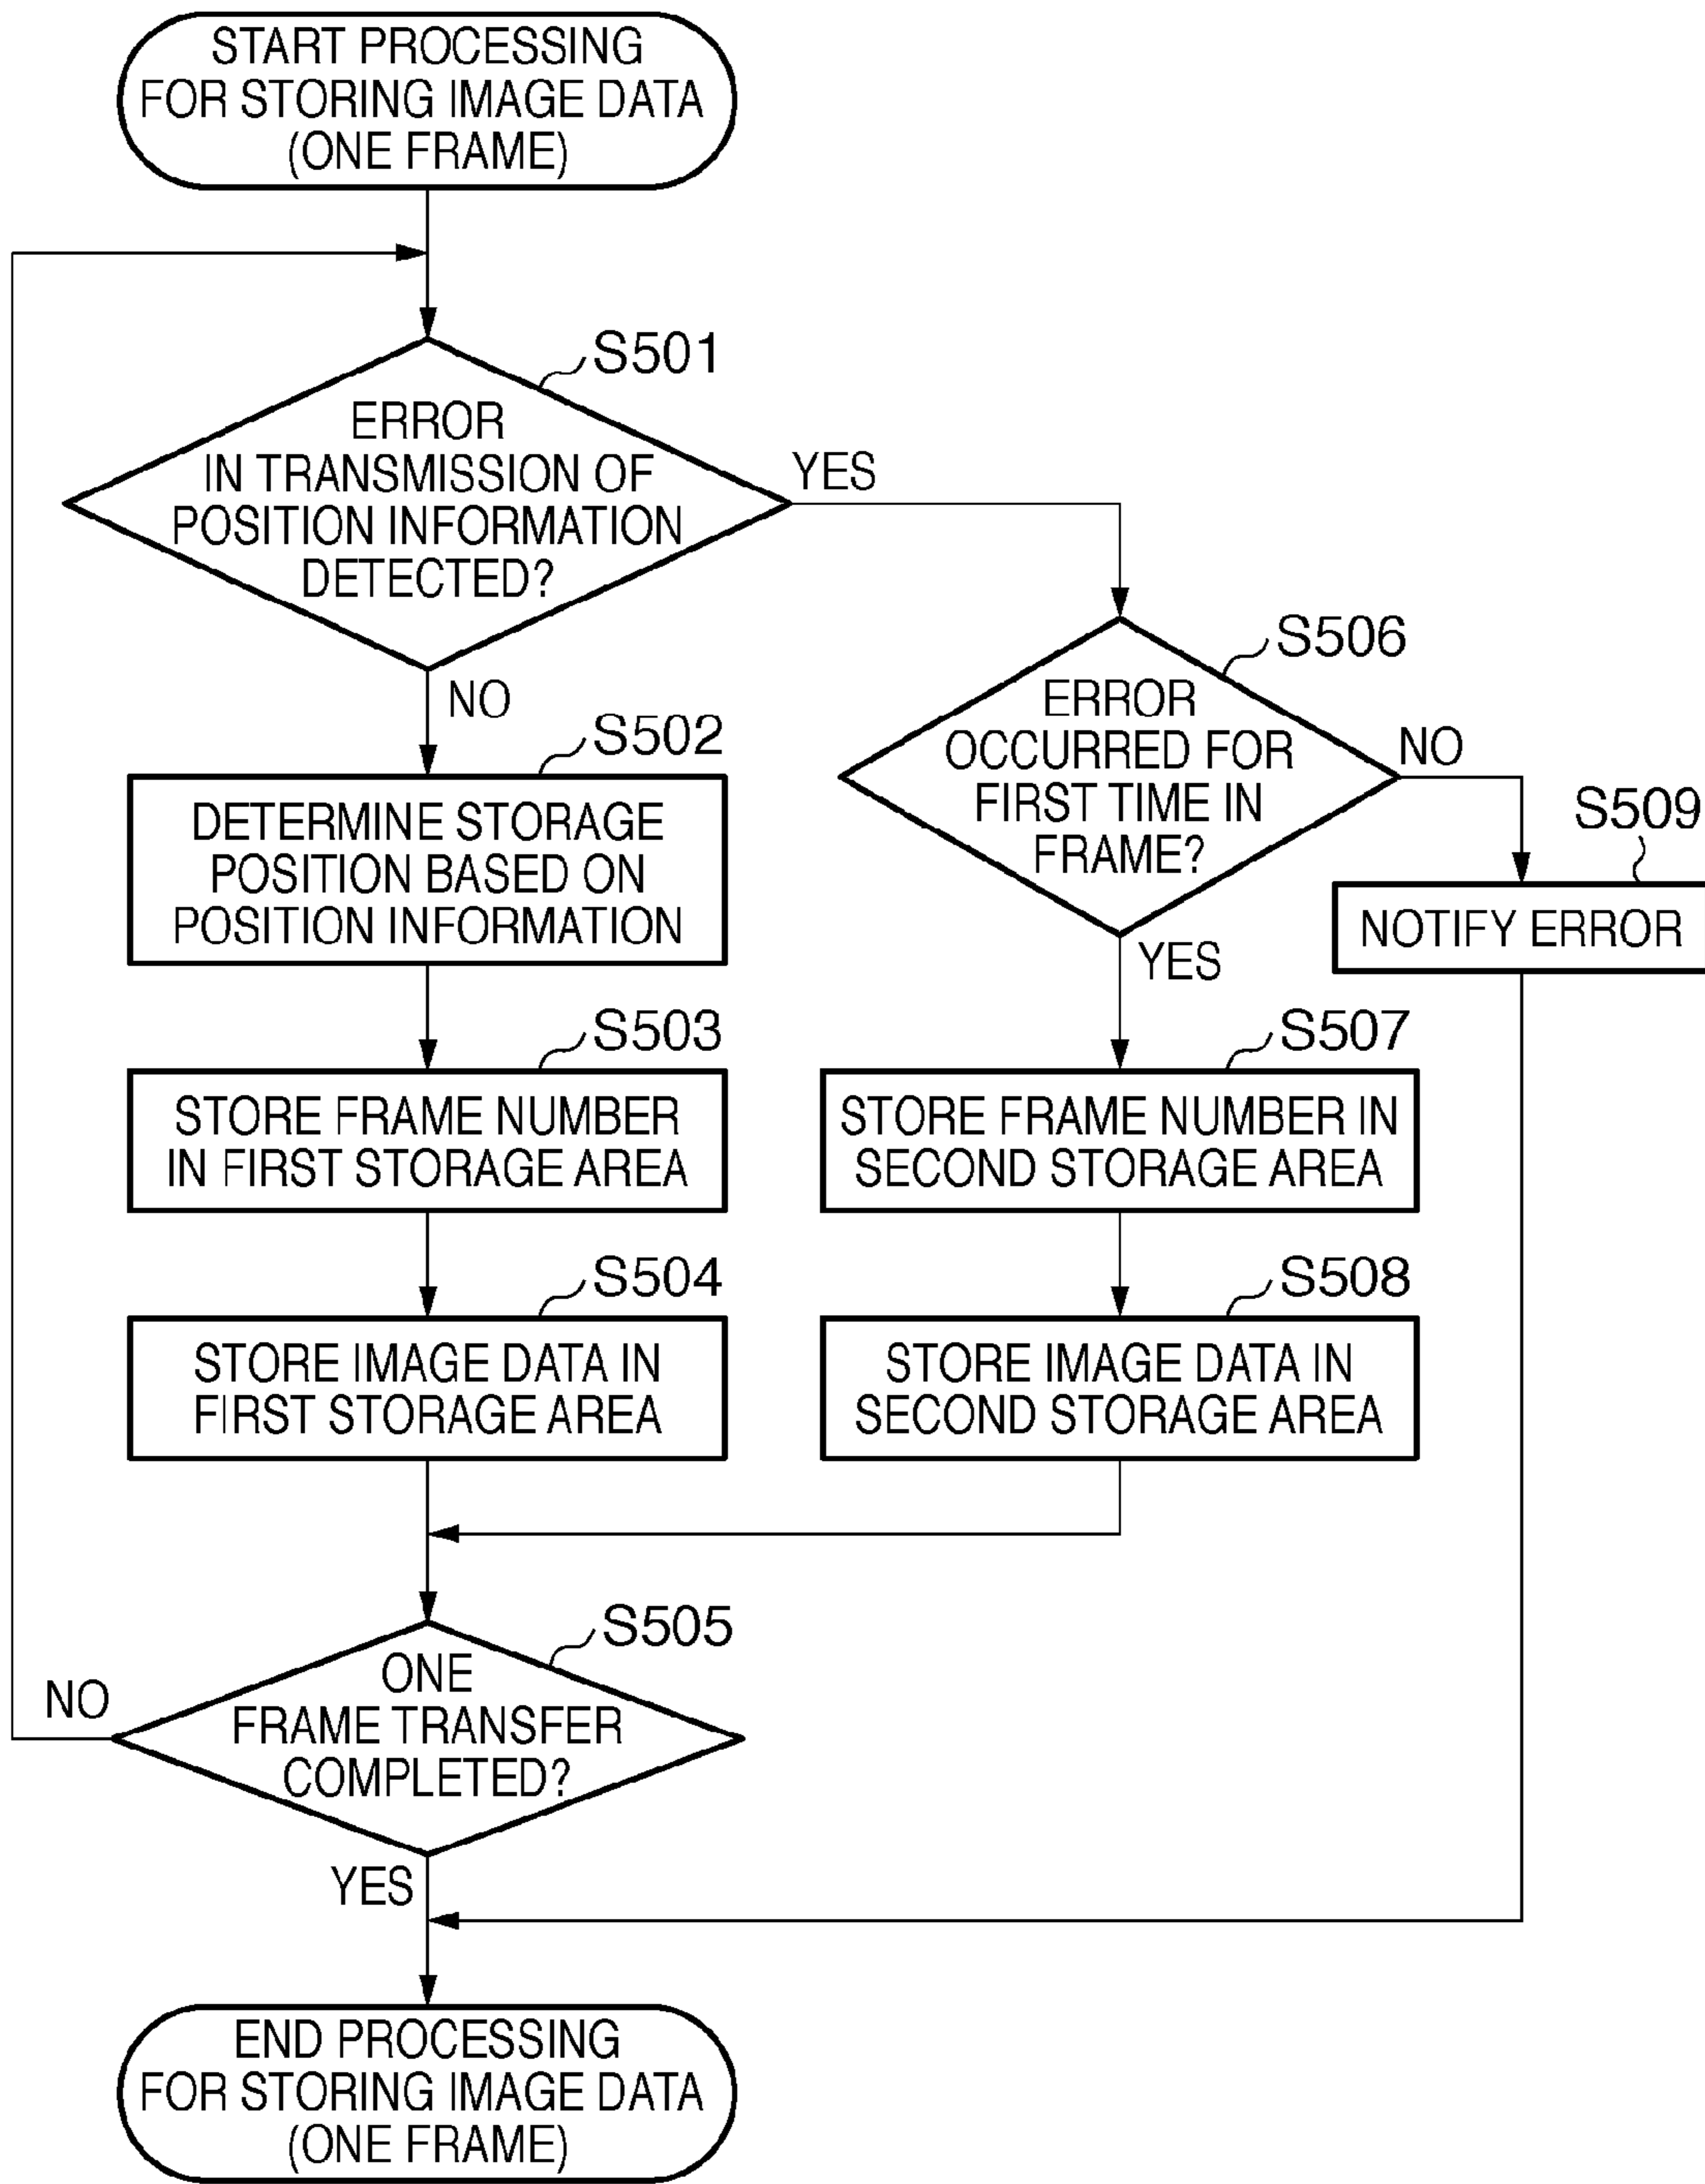 START PROCESSING
FOR STORING IMAGE DATA
(ONE FRAME)
S501
ERROR
IN TRANSMISSION OF
POSITION INFORMATION
DETECTED?
YES
NO
S506
ERROR
OCCURRED FOR
FIRST TIME IN
FRAME?
NO
YES
S502
DETERMINE STORAGE
POSITION BASED ON
POSITION INFORMATION
S509
NOTIFY ERROR
S503
STORE FRAME NUMBER
IN FIRST STORAGE AREA
S507
STORE FRAME NUMBER IN
SECOND STORAGE AREA
S504
STORE IMAGE DATA IN
FIRST STORAGE AREA
S508
STORE IMAGE DATA IN
SECOND STORAGE AREA
S505
ONE
FRAME TRANSFER
COMPLETED?
NO
YES
END PROCESSING
FOR STORING IMAGE DATA
(ONE FRAME)